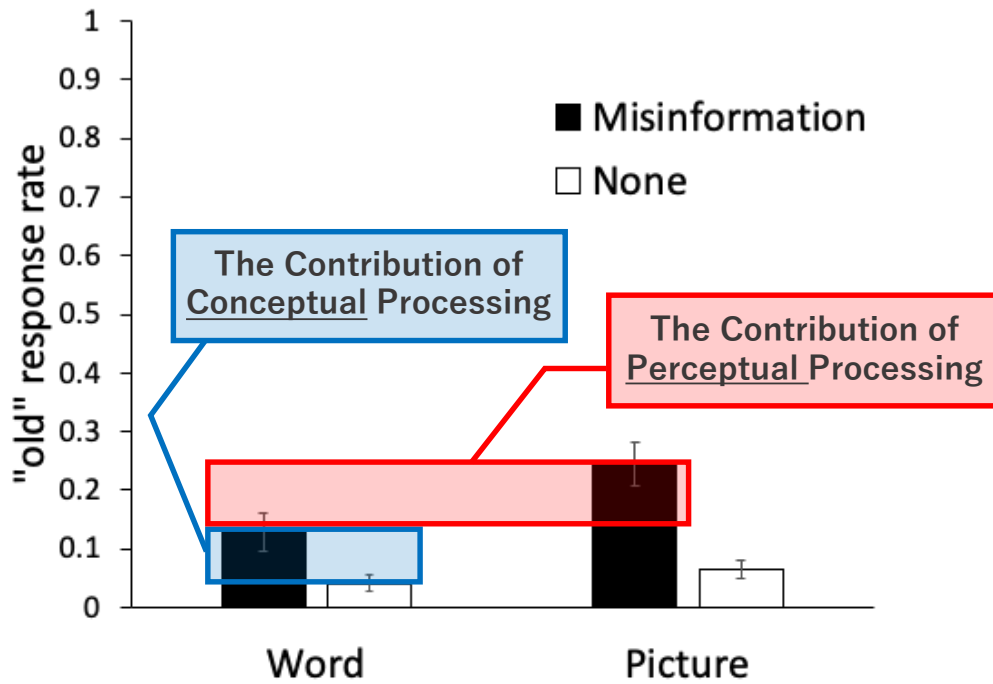 1
0.9
0.8
0.7
0.6
0.5
0.4
0.3
0.2
0.1
0
"old" response rate
Misinformation
None
The Contribution of
Conceptual Processing
The Contribution of
Perceptual Processing
Word
Picture